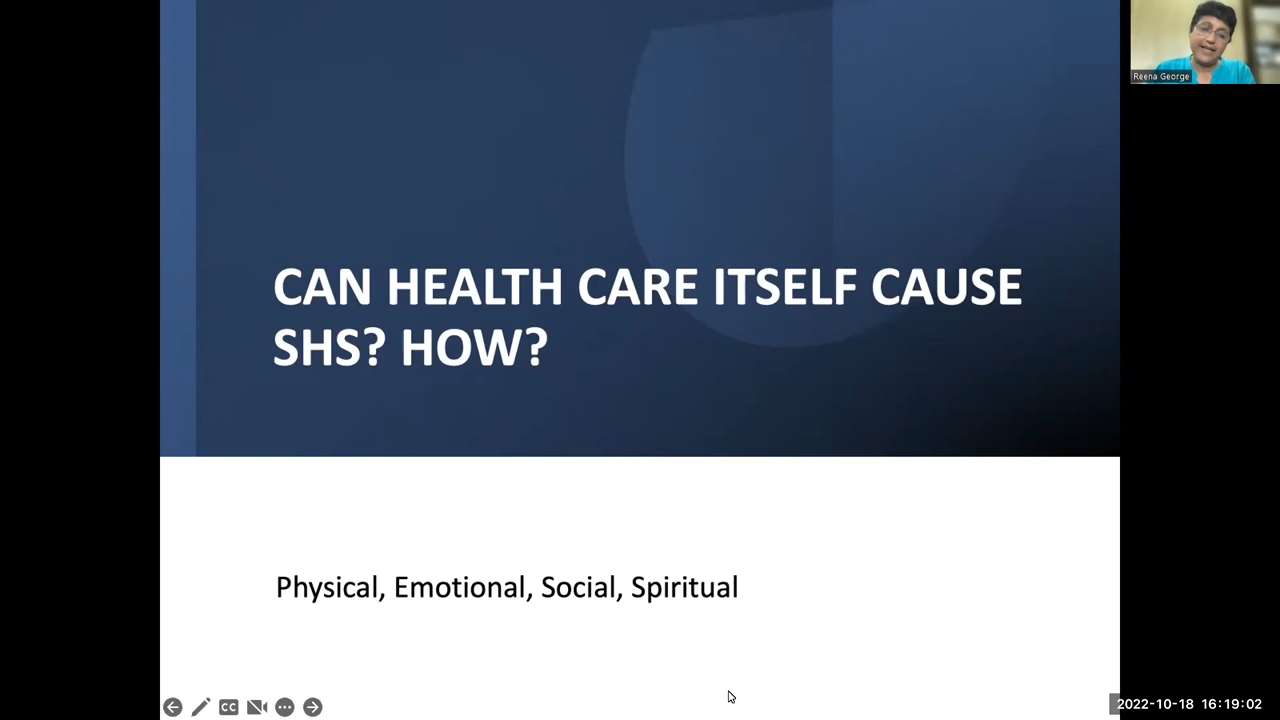 Reena George
CAN HEALTH CARE ITSELF CAUSE
SHS? HOW?
Physical, Emotional, Social, Spiritual
CC
2022-10-18 16:19:02